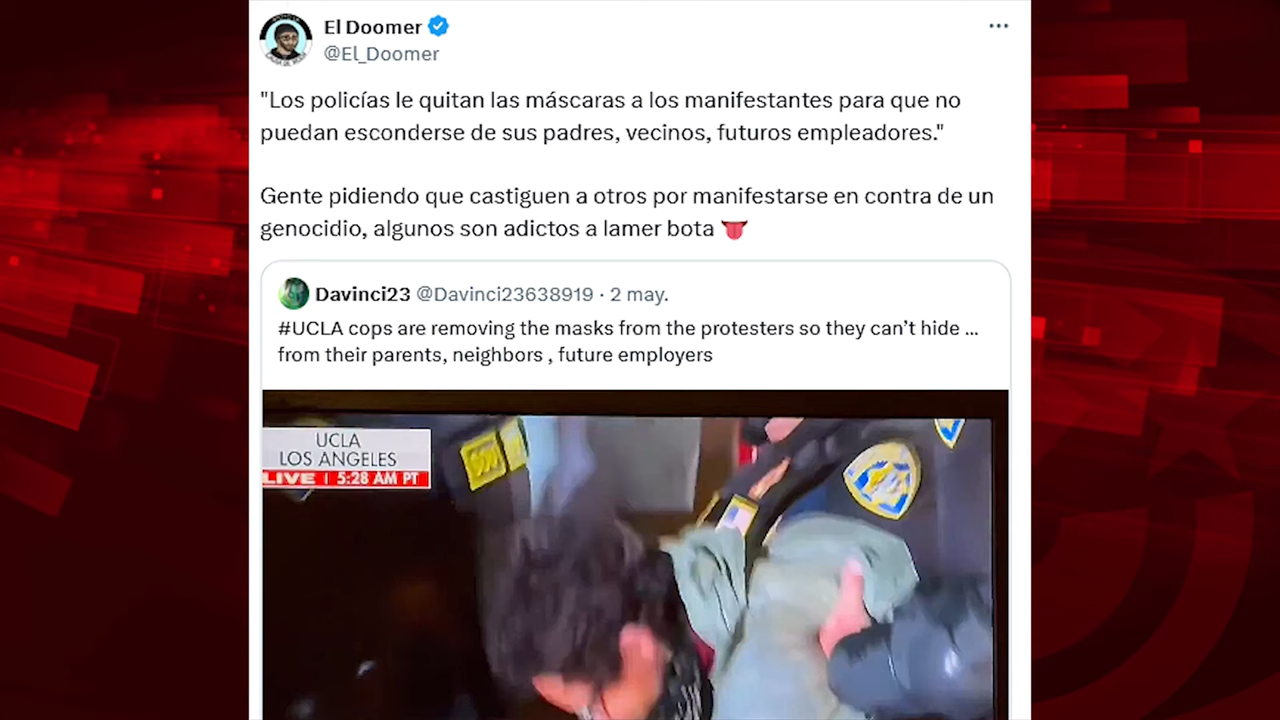 El Doomer
@El_Doomer
"Los policías le quitan las máscaras a los manifestantes para que no
puedan esconderse de sus padres, vecinos, futuros empleadores."
Gente pidiendo que castiguen a otros por manifestarse en contra de un
genocidio, algunos son adictos a lamer bota 👅
Davinci23 @Davinci23638919 · 2 may.
#UCLA cops are removing the masks from the protesters so they can't hide ...
from their parents, neighbors , future employers
UCLA
LOS ANGELES
LIVE | 5:28 AM PT